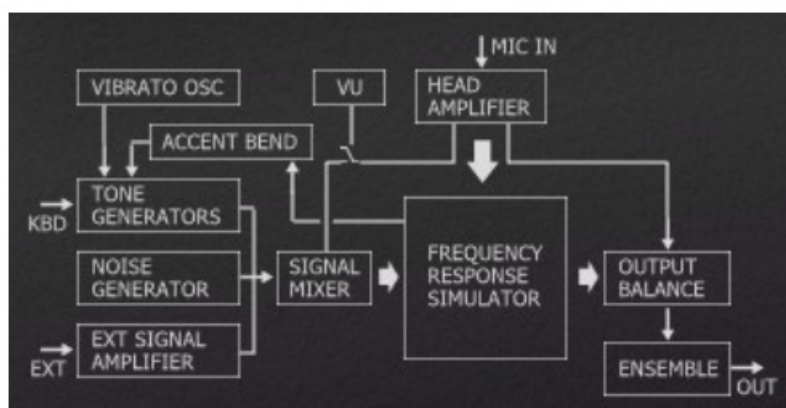 MIC IN
VIBRATO OSC
VU
HEAD
AMPLIFIER
ACCENT BEND
KBD
TONE
GENERATORS
NOISE
GENERATOR
SIGNAL
MIXER
FREQUENCY
RESPONSE
SIMULATOR
OUTPUT
BALANCE
EXT
EXT SIGNAL
AMPLIFIER
ENSEMBLE
OUT